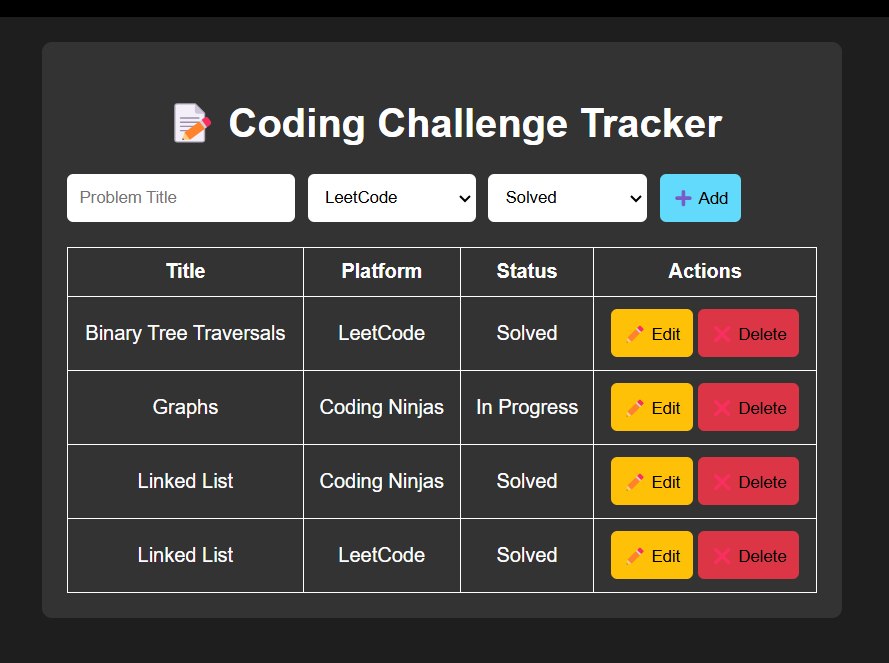 Coding Challenge Tracker
Problem Title LeetCode Solved Add
Title Platform Status Actions
Binary Tree Traversals LeetCode Solved Edit Delete
Graphs Coding Ninjas In Progress Edit Delete
Linked List Coding Ninjas Solved Edit Delete
Linked List LeetCode Solved Edit Delete